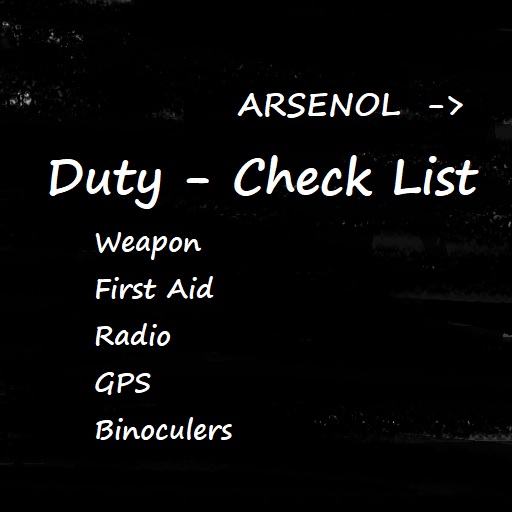 ARSENOL ->
Duty - Check List
Weapon
First Aid
Radio
GPS
Binoculers